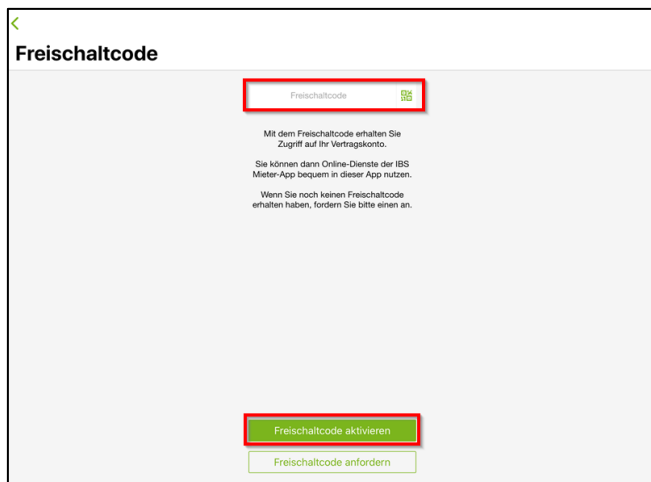 Freischaltcode
Freischaltcode
Mit dem Freischaltcode erhalten Sie
Zugriff auf Ihr Vertragskonto.
Sie können dann Online-Dienste der IBS
Mieter-App bequem in dieser App nutzen.
Wenn Sie noch keinen Freischaltcode
erhalten haben, fordern Sie bitte einen an.
Freischaltcode aktivieren
Freischaltcode anfordern